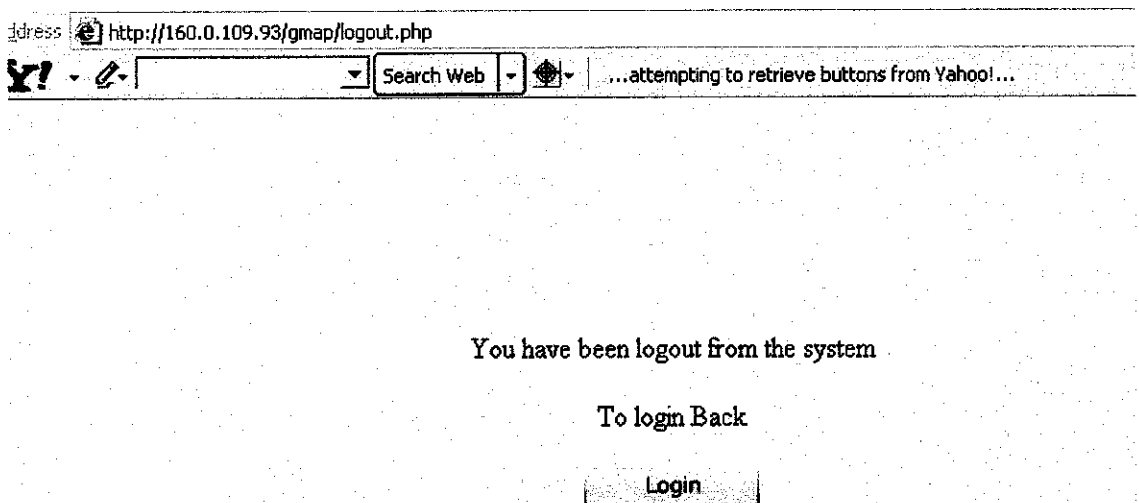 ddress http://160.0.109.93/gmap/logout.php
Y! Search Web ...attempting to retrieve buttons from Yahoo!...
You have been logout from the system
To login Back
Login